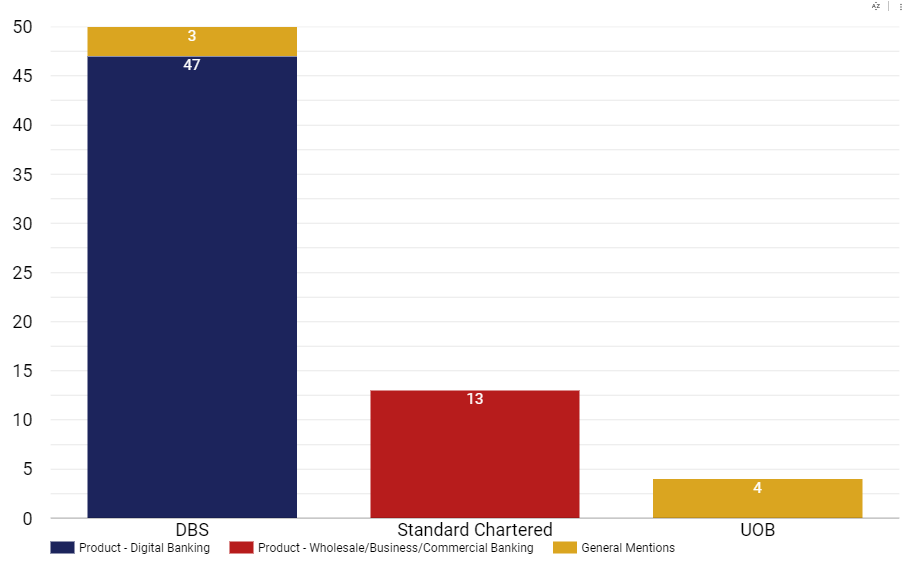 50
3
47
45
40
35
30
25
20
15
13
10
5
4
0
DBS
Standard Chartered
UOB
Product - Digital Banking
Product - Wholesale/Business/Commercial Banking
General Mentions